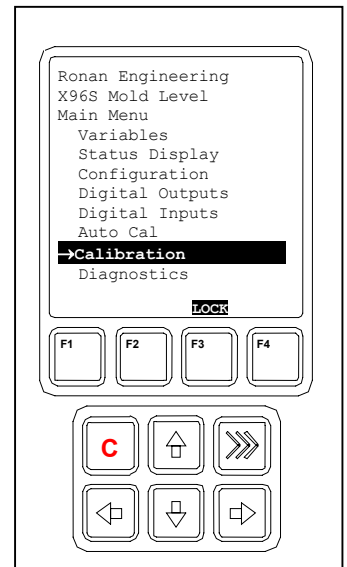 Ronan Engineering
X96S Mold Level
Main Menu
Variables
Status Display
Configuration
Digital Outputs
Digital Inputs
Auto Cal
→Calibration
Diagnostics
LOCK
F1 F2 F3 F4
C